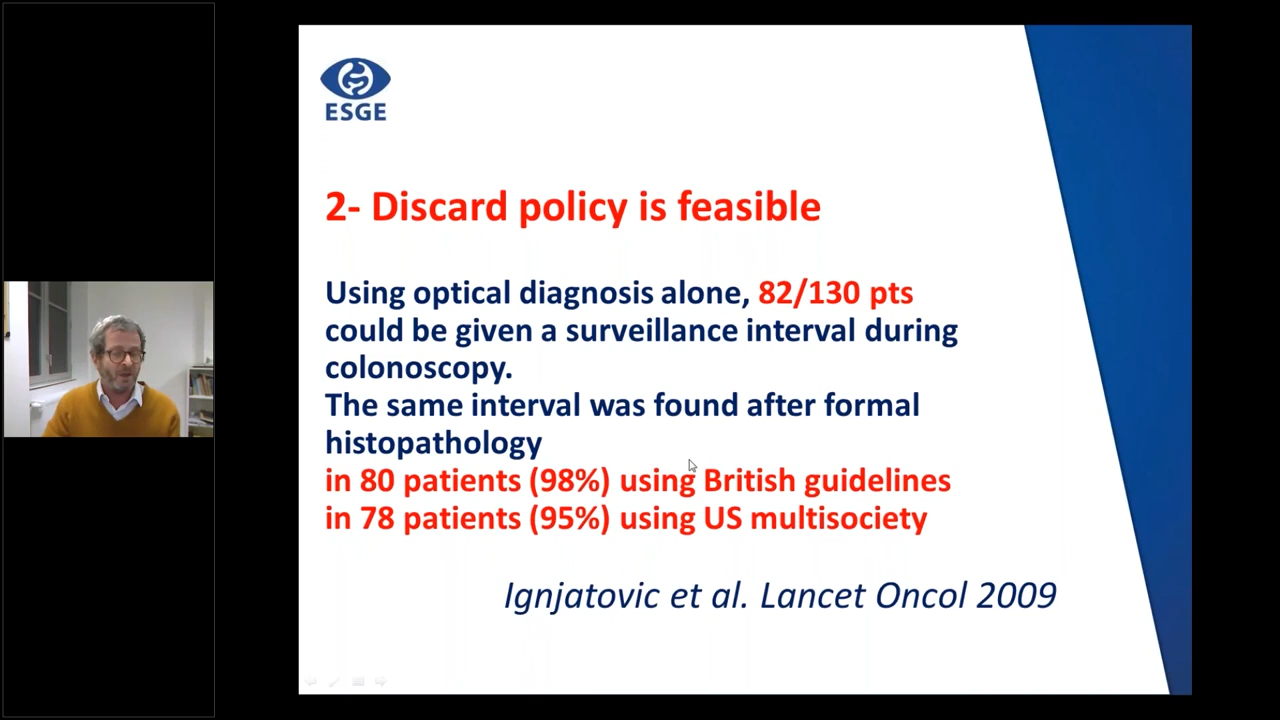 ESGE
2- Discard policy is feasible
Using optical diagnosis alone, 82/130 pts
could be given a surveillance interval during
colonoscopy.
The same interval was found after formal
histopathology
in 80 patients (98%) using British guidelines
in 78 patients (95%) using US multisociety
Ignjatovic et al. Lancet Oncol 2009